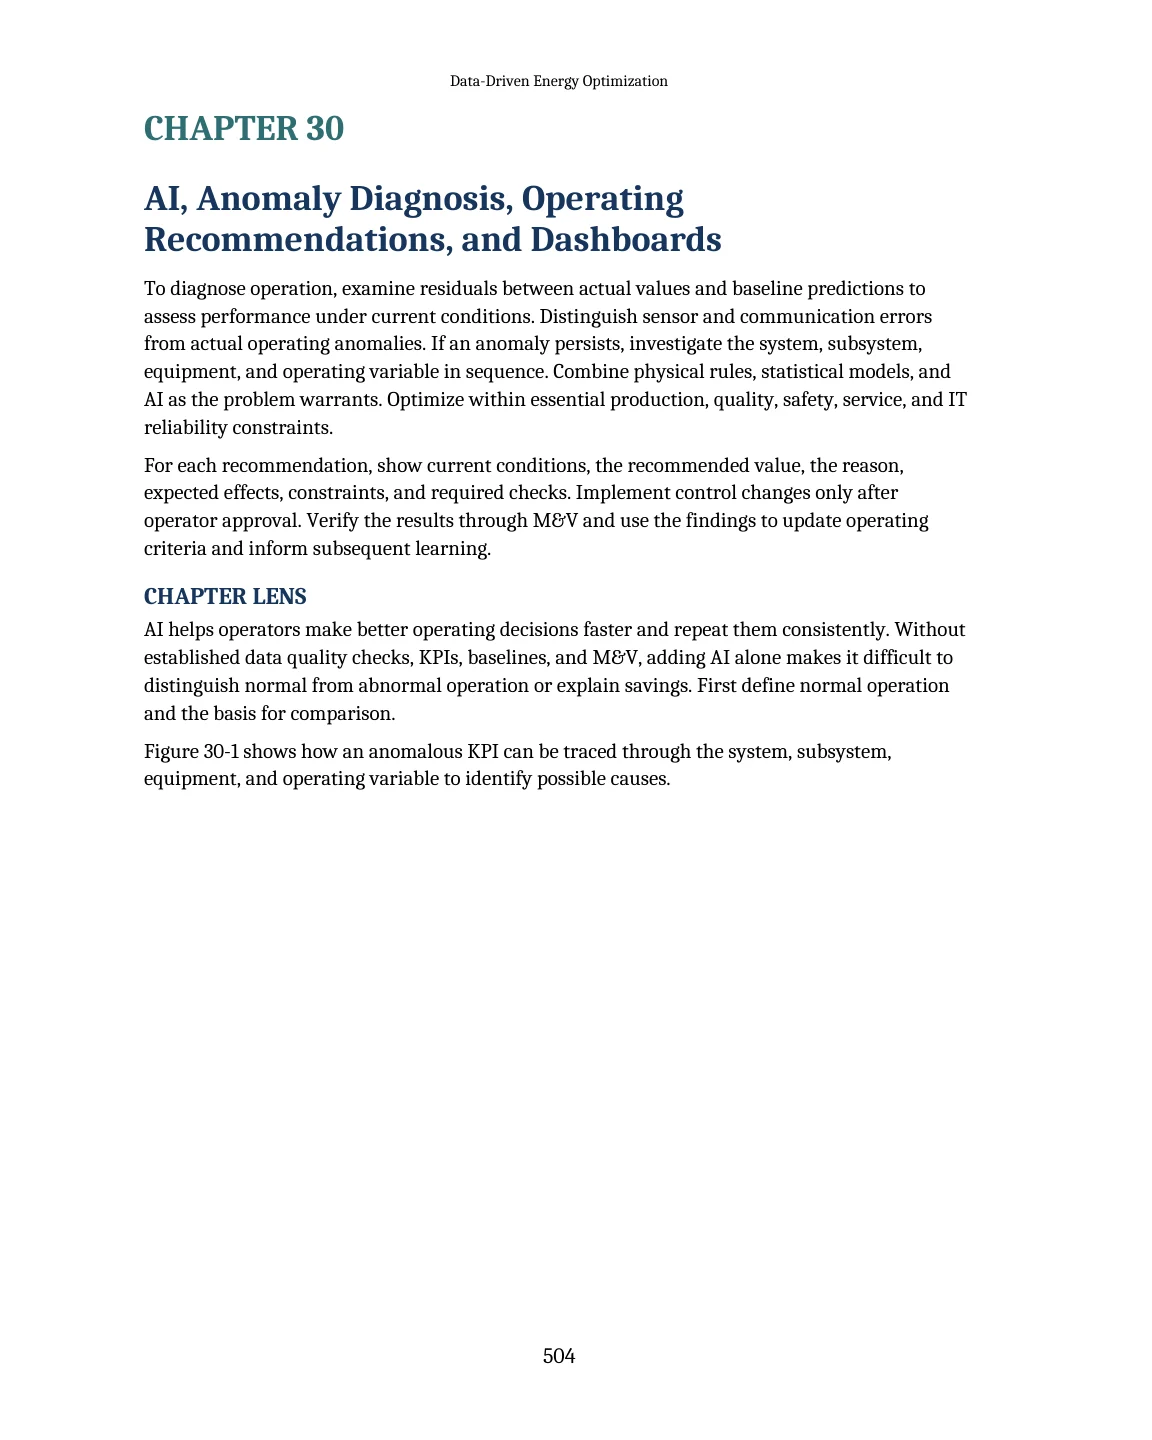 Data-Driven Energy Optimization
CHAPTER 30
AI, Anomaly Diagnosis, Operating
Recommendations, and Dashboards
To diagnose operation, examine residuals between actual values and baseline predictions to
assess performance under current conditions. Distinguish sensor and communication errors
from actual operating anomalies. If an anomaly persists, investigate the system, subsystem,
equipment, and operating variable in sequence. Combine physical rules, statistical models, and
AI as the problem warrants. Optimize within essential production, quality, safety, service, and IT
reliability constraints.
For each recommendation, show current conditions, the recommended value, the reason,
expected effects, constraints, and required checks. Implement control changes only after
operator approval. Verify the results through M&V and use the findings to update operating
criteria and inform subsequent learning.
CHAPTER LENS
AI helps operators make better operating decisions faster and repeat them consistently. Without
established data quality checks, KPIs, baselines, and M&V, adding AI alone makes it difficult to
distinguish normal from abnormal operation or explain savings. First define normal operation
and the basis for comparison.
Figure 30-1 shows how an anomalous KPI can be traced through the system, subsystem,
equipment, and operating variable to identify possible causes.
504